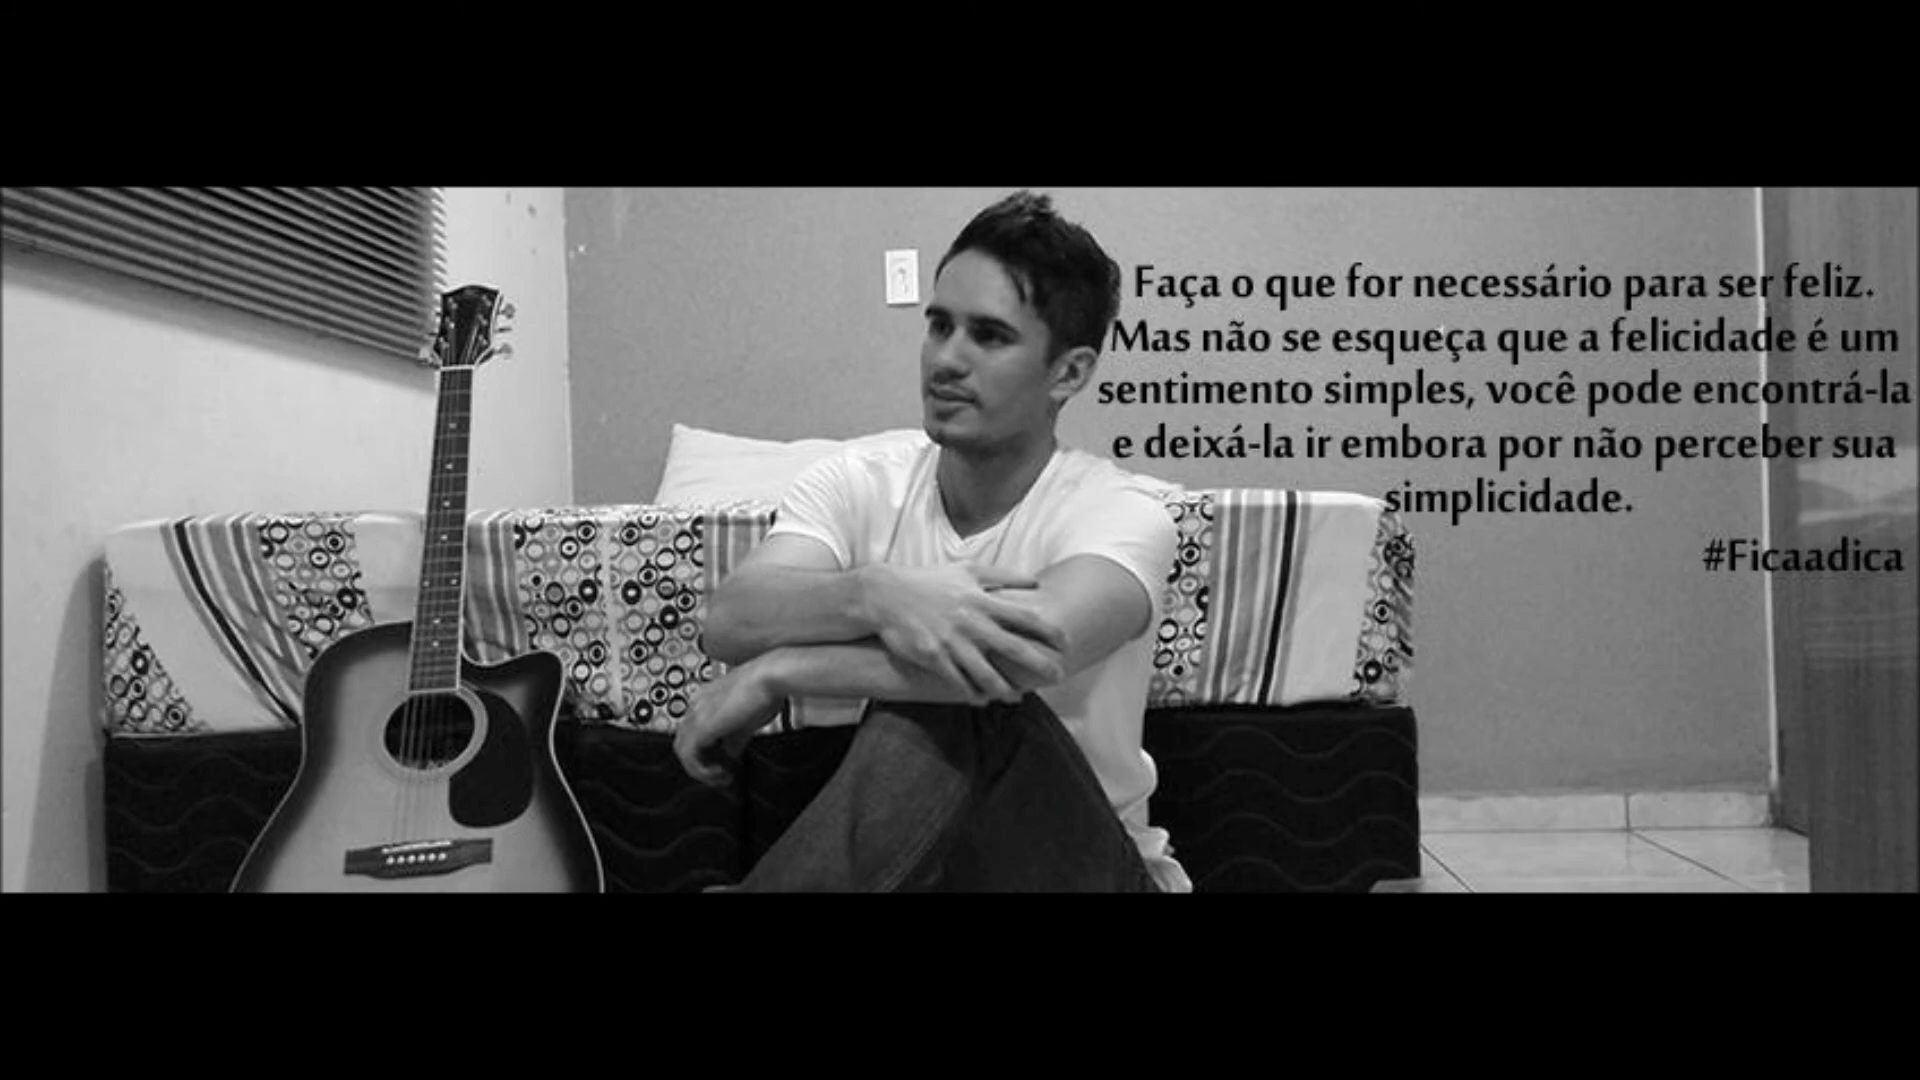 Faça o que for necessário para ser feliz.
Mas não se esqueça que a felicidade é um
sentimento simples, você pode encontrá-la
e deixá-la ir embora por não perceber sua
simplicidade.
#Ficaadica